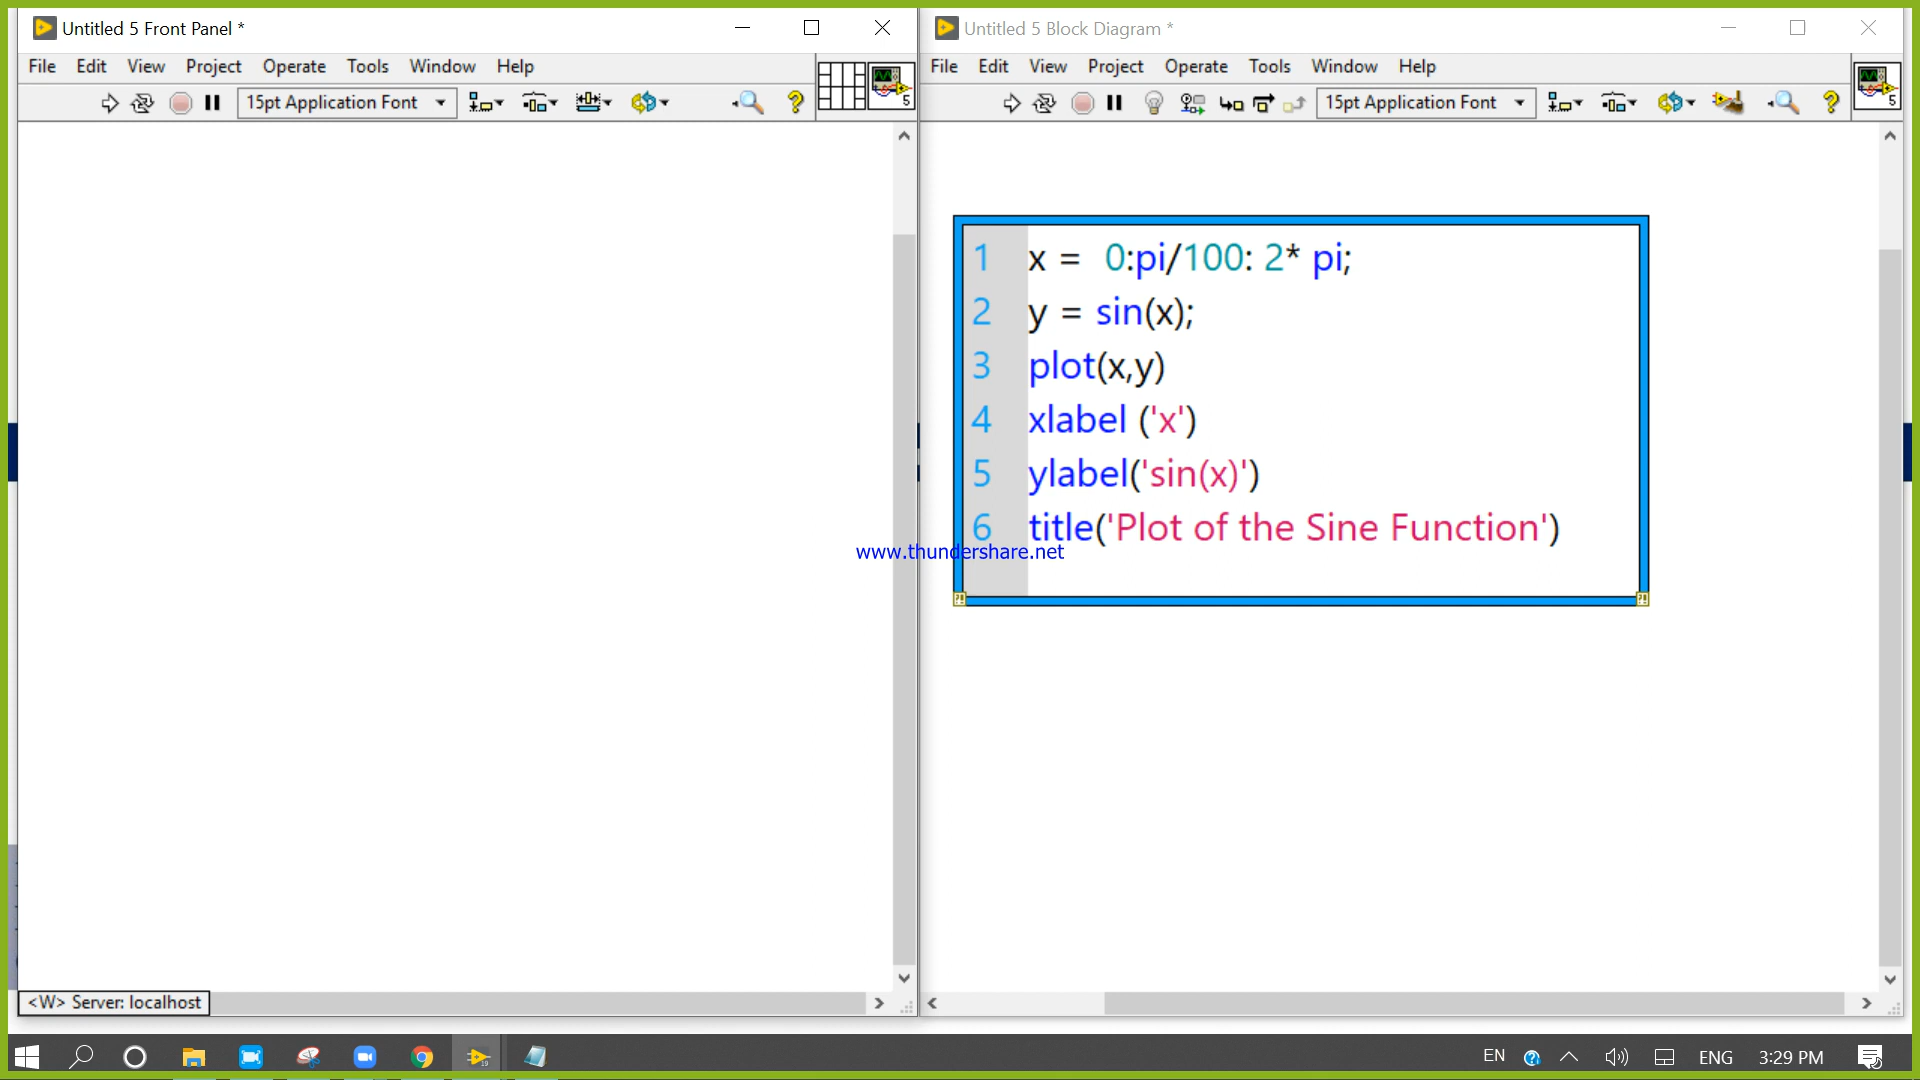 Untitled 5 Front Panel *
File Edit View Project Operate Tools Window Help
15pt Application Font
5
Untitled 5 Block Diagram *
File Edit View Project Operate Tools Window Help
15pt Application Font
5
1 x = 0:pi/100: 2* pi;
2 y = sin(x);
3 plot(x,y)
4 xlabel ('x')
5 ylabel('sin(x)')
6 title('Plot of the Sine Function')
www.thundershare.net
<W> Server: localhost
EN ENG 3:29 PM